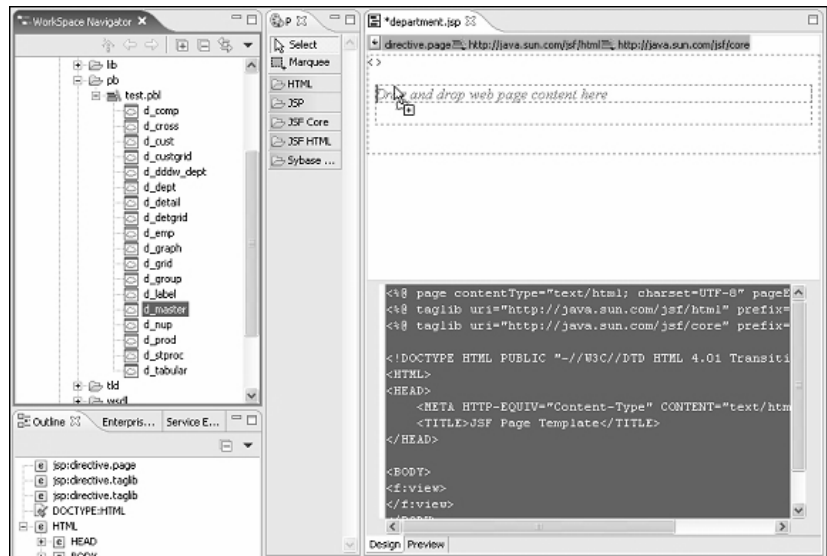 WorkSpace Navigator
lib
pb
test.pbl
d_comp
d_cross
d_cust
d_custgrid
d_dddw_dept
d_dept
d_detail
d_detgrid
d_emp
d_graph
d_grid
d_group
d_label
d_master
d_nup
d_prod
d_stproc
d_tabular
tld
wsdl
Outline Enterpris... Service E...
jsp:directive.page
jsp:directive.taglib
jsp:directive.taglib
DOCTYPE:HTML
HTML
HEAD
BODY
P
Select
Marquee
HTML
JSP
JSF Core
JSF HTML
Sybase ...
*department.jsp
directive.page http://java.sun.com/jsf/html http://java.sun.com/jsf/core
<>
Drag and drop web page content here
<%@ page contentType="text/html; charset=UTF-8" pageE
<%@ taglib uri="http://java.sun.com/jsf/html" prefix=
<%@ taglib uri="http://java.sun.com/jsf/core" prefix=
<!DOCTYPE HTML PUBLIC "-//W3C//DTD HTML 4.01 Transiti
<HTML>
<HEAD>
<META HTTP-EQUIV="Content-Type" CONTENT="text/htm
<TITLE>JSF Page Template</TITLE>
</HEAD>
<BODY>
<f:view>
</f:view>
</BODY>
Design Preview